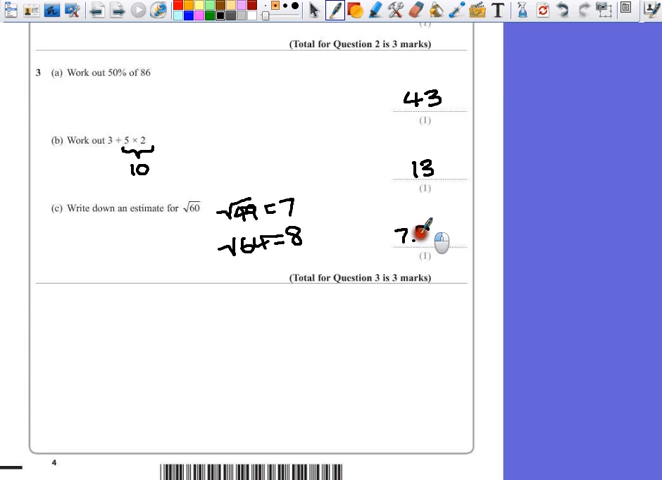 (1)
(Total for Question 2 is 3 marks)
3 (a) Work out 50% of 86
43
(1)
(b) Work out 3 + 5 × 2
10
13
(1)
(c) Write down an estimate for √60
√49 = 7
√64 = 8
7.
(1)
(Total for Question 3 is 3 marks)
4